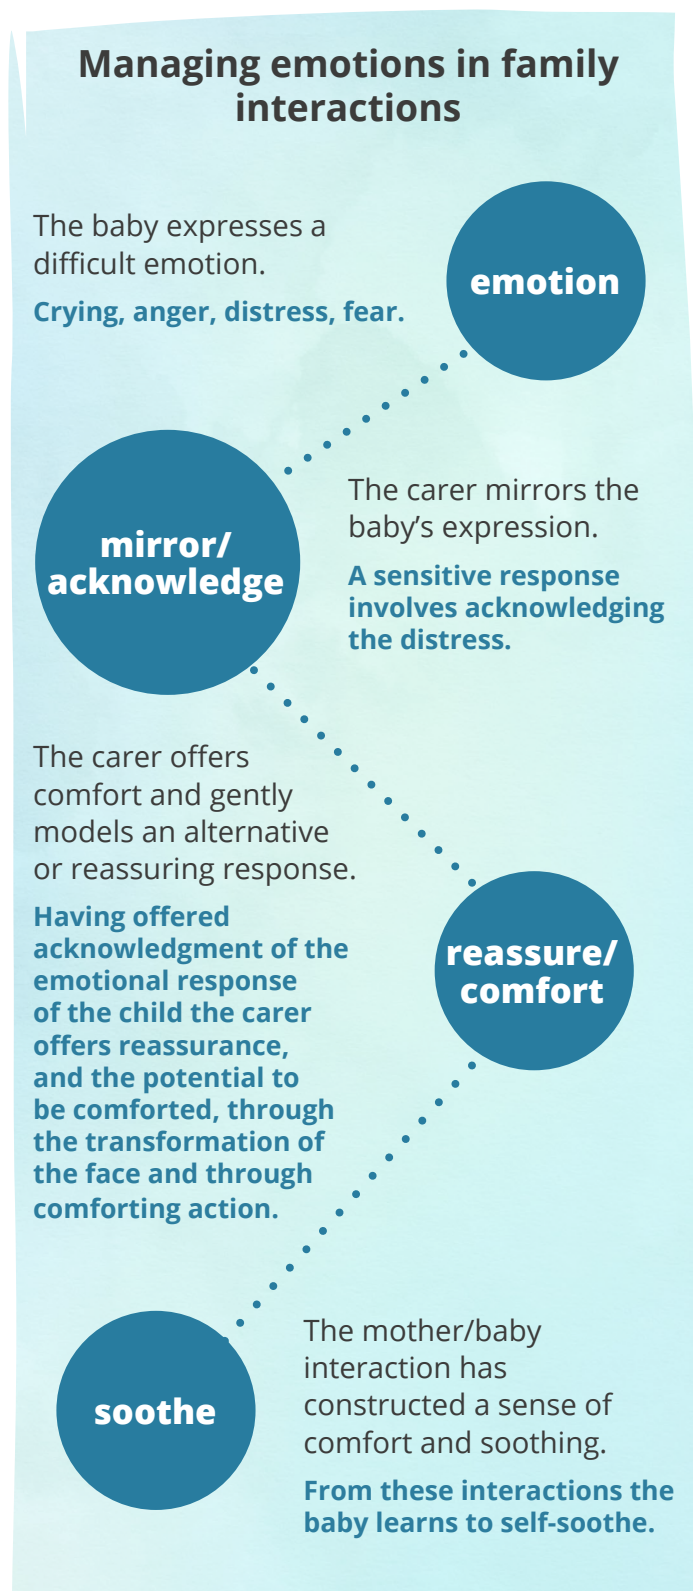 Managing emotions in family
interactions
The baby expresses a
difficult emotion.
Crying, anger, distress, fear.
emotion
mirror/
acknowledge
The carer mirrors the
baby’s expression.
A sensitive response
involves acknowledging
the distress.
The carer offers
comfort and gently
models an alternative
or reassuring response.
Having offered
acknowledgment of the
emotional response
of the child the carer
offers reassurance,
and the potential to
be comforted, through
the transformation of
the face and through
comforting action.
reassure/
comfort
soothe
The mother/baby
interaction has
constructed a sense of
comfort and soothing.
From these interactions the
baby learns to self-soothe.